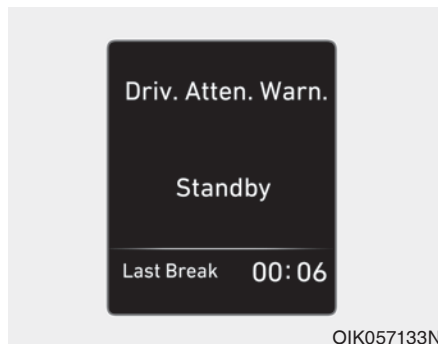 Driv. Atten. Warn.
Standby
Last Break 00:06
OIK057133N